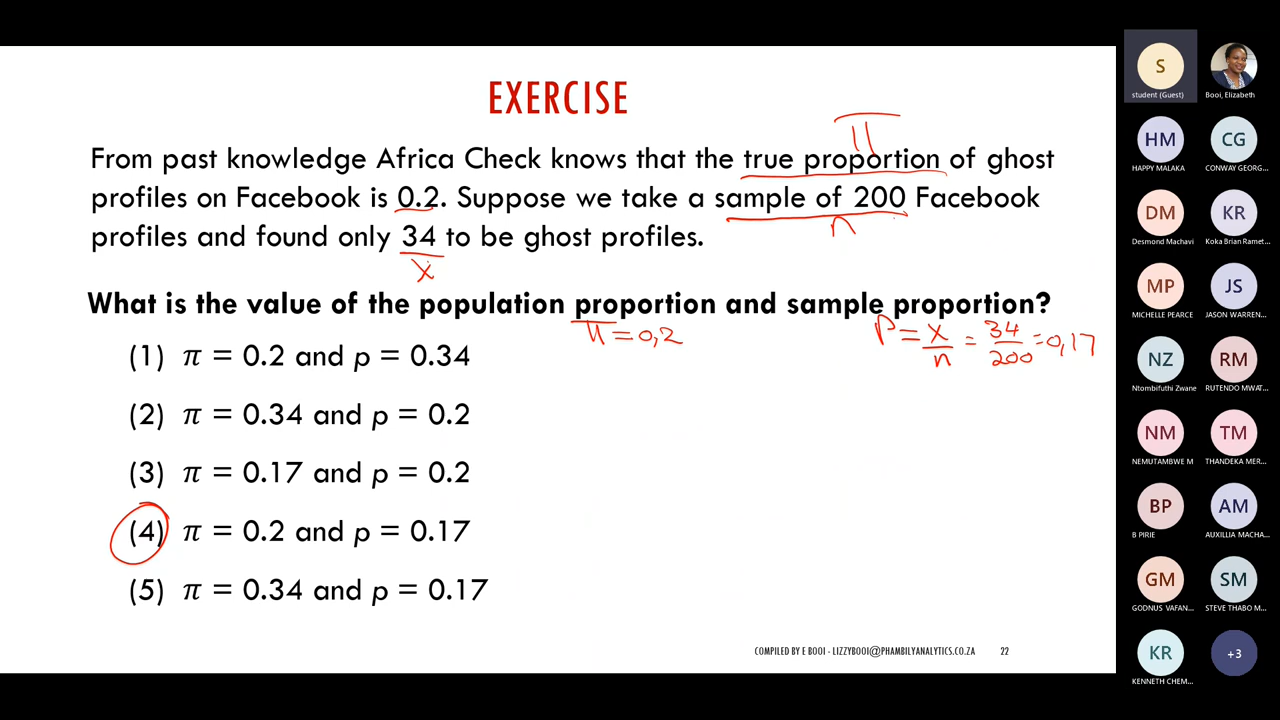 EXERCISE
π
From past knowledge Africa Check knows that the true proportion of ghost
profiles on Facebook is 0.2. Suppose we take a sample of 200 Facebook
n
profiles and found only 34 to be ghost profiles.
x
What is the value of the population proportion and sample proportion?
π = 0,2
P = x/n = 34/200 = 0,17
(1) π = 0.2 and p = 0.34
(2) π = 0.34 and p = 0.2
(3) π = 0.17 and p = 0.2
(4) π = 0.2 and p = 0.17
(5) π = 0.34 and p = 0.17
COMPILED BY E BOOI - LIZZYBOOI@PHAMBILYANALYTICS.CO.ZA 22
S
student (Guest)
Booi, Elizabeth
HM
HAPPY MALAKA
CG
CONWAY GEORG...
DM
Desmond Machavi
KR
Koka Brian Ramet...
MP
MICHELLE PEARCE
JS
JASON WARREN...
NZ
Ntombifuthi Zwane
RM
RUTENDO MWAT...
NM
NEMUTAMBWE M
TM
THANDEKA MER...
BP
B PIRIE
AM
AUXILLIA MACHA...
GM
GODNUS VAFAN...
SM
STEVE THABO M...
KR
KENNETH CHEM...
+3